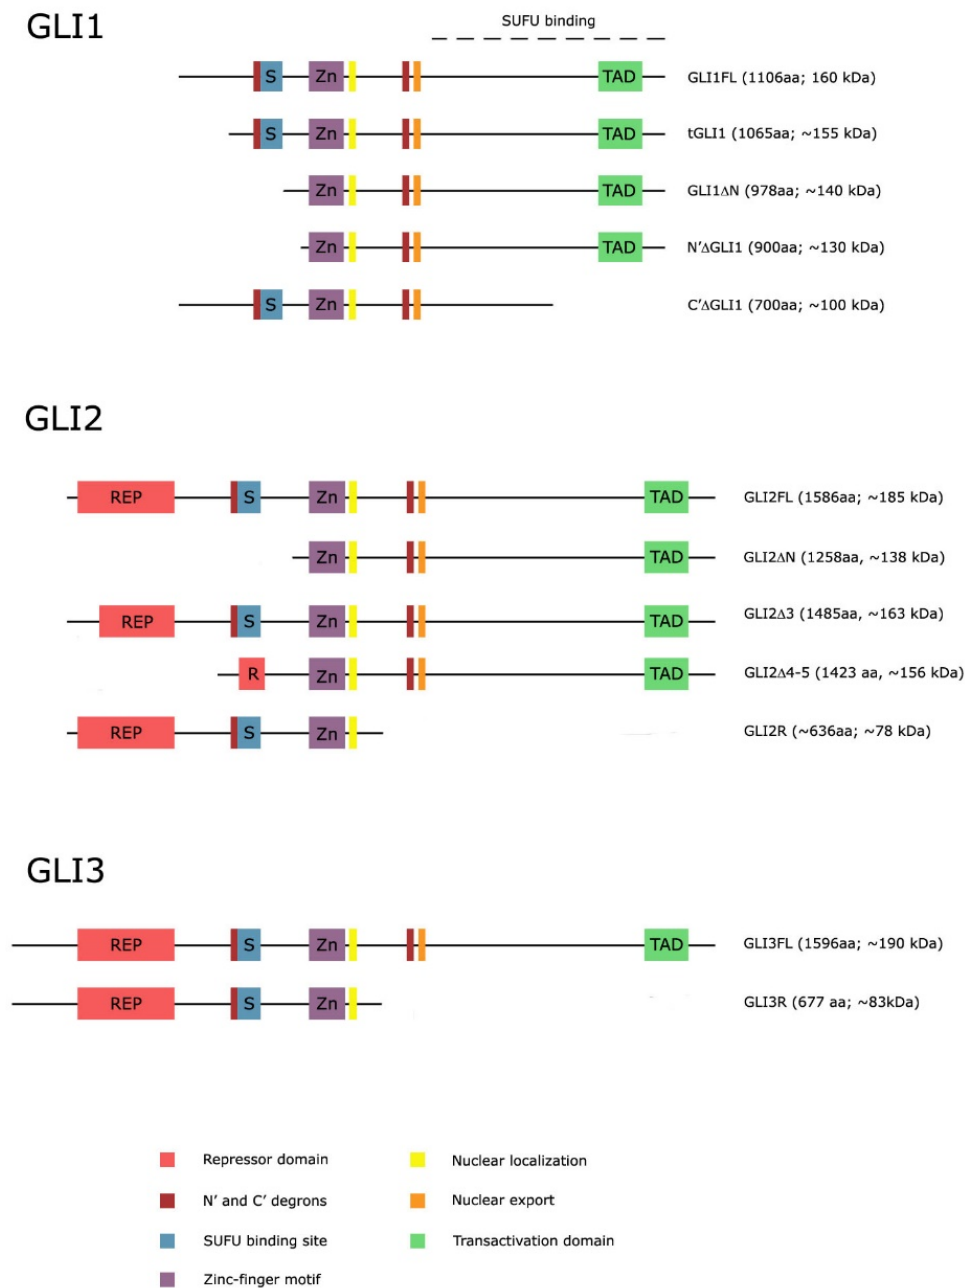 GLI1
SUFU binding
S Zn TAD GLI1FL (1106aa; 160 kDa)
S Zn TAD tGLI1 (1065aa; ~155 kDa)
Zn TAD GLI1ΔN (978aa; ~140 kDa)
Zn TAD N'ΔGLI1 (900aa; ~130 kDa)
S Zn C'ΔGLI1 (700aa; ~100 kDa)
GLI2
REP S Zn TAD GLI2FL (1586aa; ~185 kDa)
Zn TAD GLI2ΔN (1258aa, ~138 kDa)
REP S Zn TAD GLI2Δ3 (1485aa, ~163 kDa)
R Zn TAD GLI2Δ4-5 (1423 aa, ~156 kDa)
REP S Zn GLI2R (~636aa; ~78 kDa)
GLI3
REP S Zn TAD GLI3FL (1596aa; ~190 kDa)
REP S Zn GLI3R (677 aa; ~83kDa)
Repressor domain
N' and C' degrons
SUFU binding site
Zinc-finger motif
Nuclear localization
Nuclear export
Transactivation domain